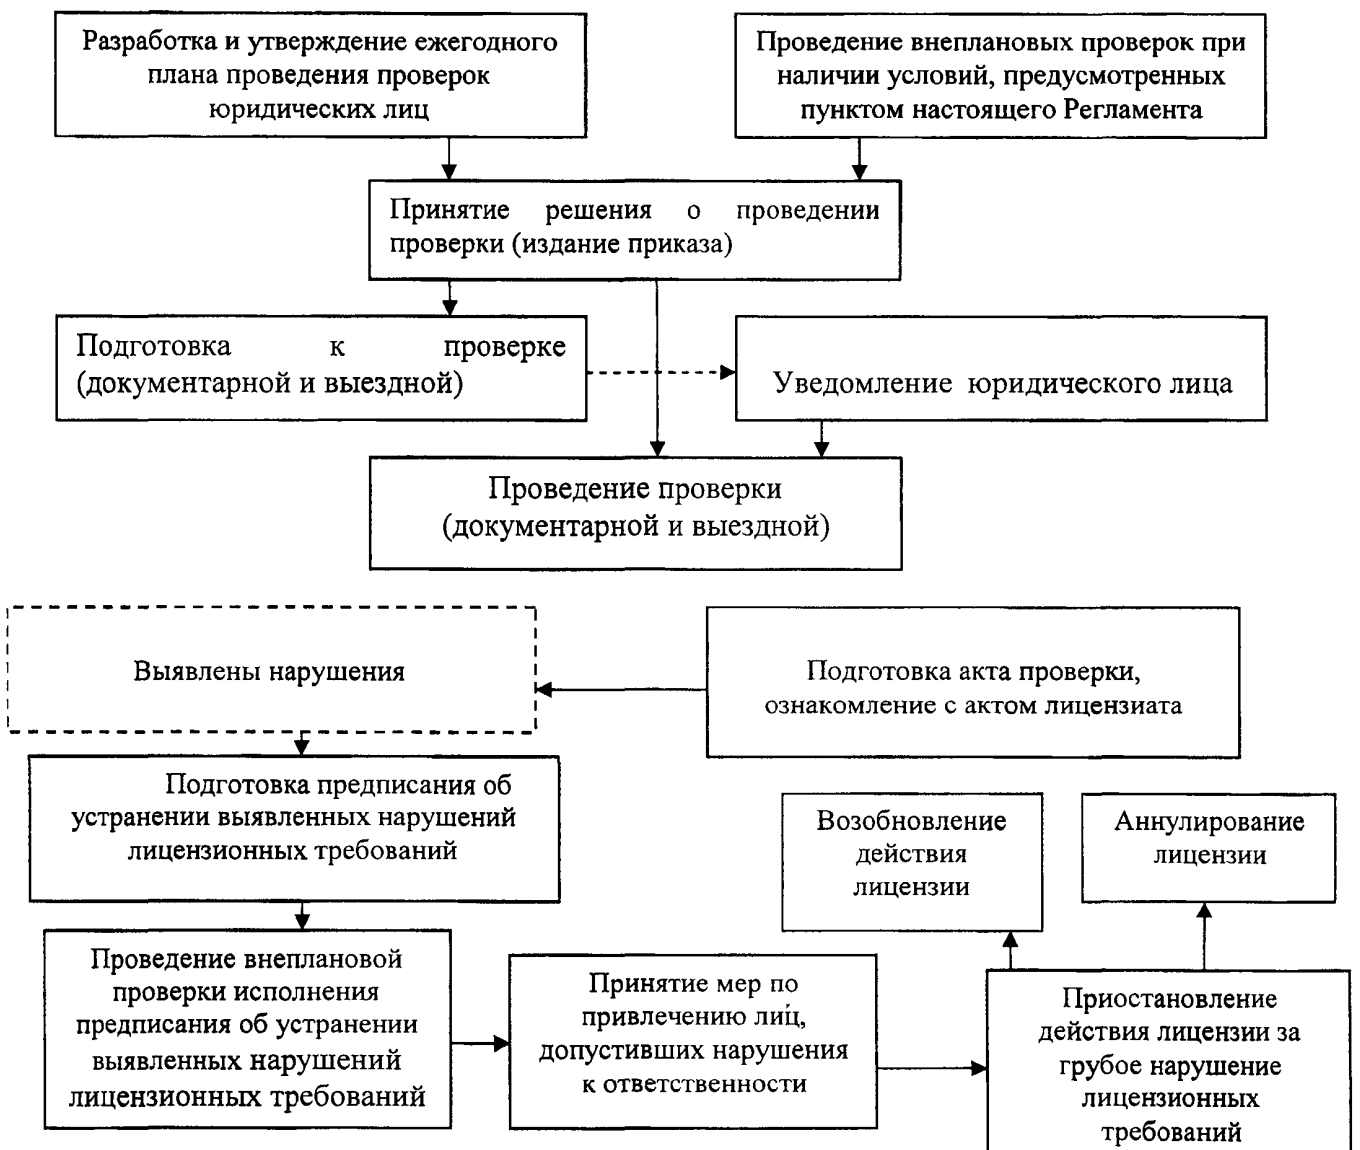 Разработка и утверждение ежегодного
плана проведения проверок
юридических лиц
Проведение внеплановых проверок при
наличии условий, предусмотренных
пунктом настоящего Регламента
Принятие решения о проведении
проверки (издание приказа)
Подготовка к проверке
(документарной и выездной)
Уведомление юридического лица
Проведение проверки
(документарной и выездной)
Выявлены нарушения
Подготовка акта проверки,
ознакомление с актом лицензиата
Подготовка предписания об
устранении выявленных нарушений
лицензионных требований
Возобновление
действия
лицензии
Аннулирование
лицензии
Проведение внеплановой
проверки исполнения
предписания об устранении
выявленных нарушений
лицензионных требований
Принятие мер по
привлечению лиц,
допустивших нарушения
к ответственности
Приостановление
действия лицензии за
грубое нарушение
лицензионных
требований